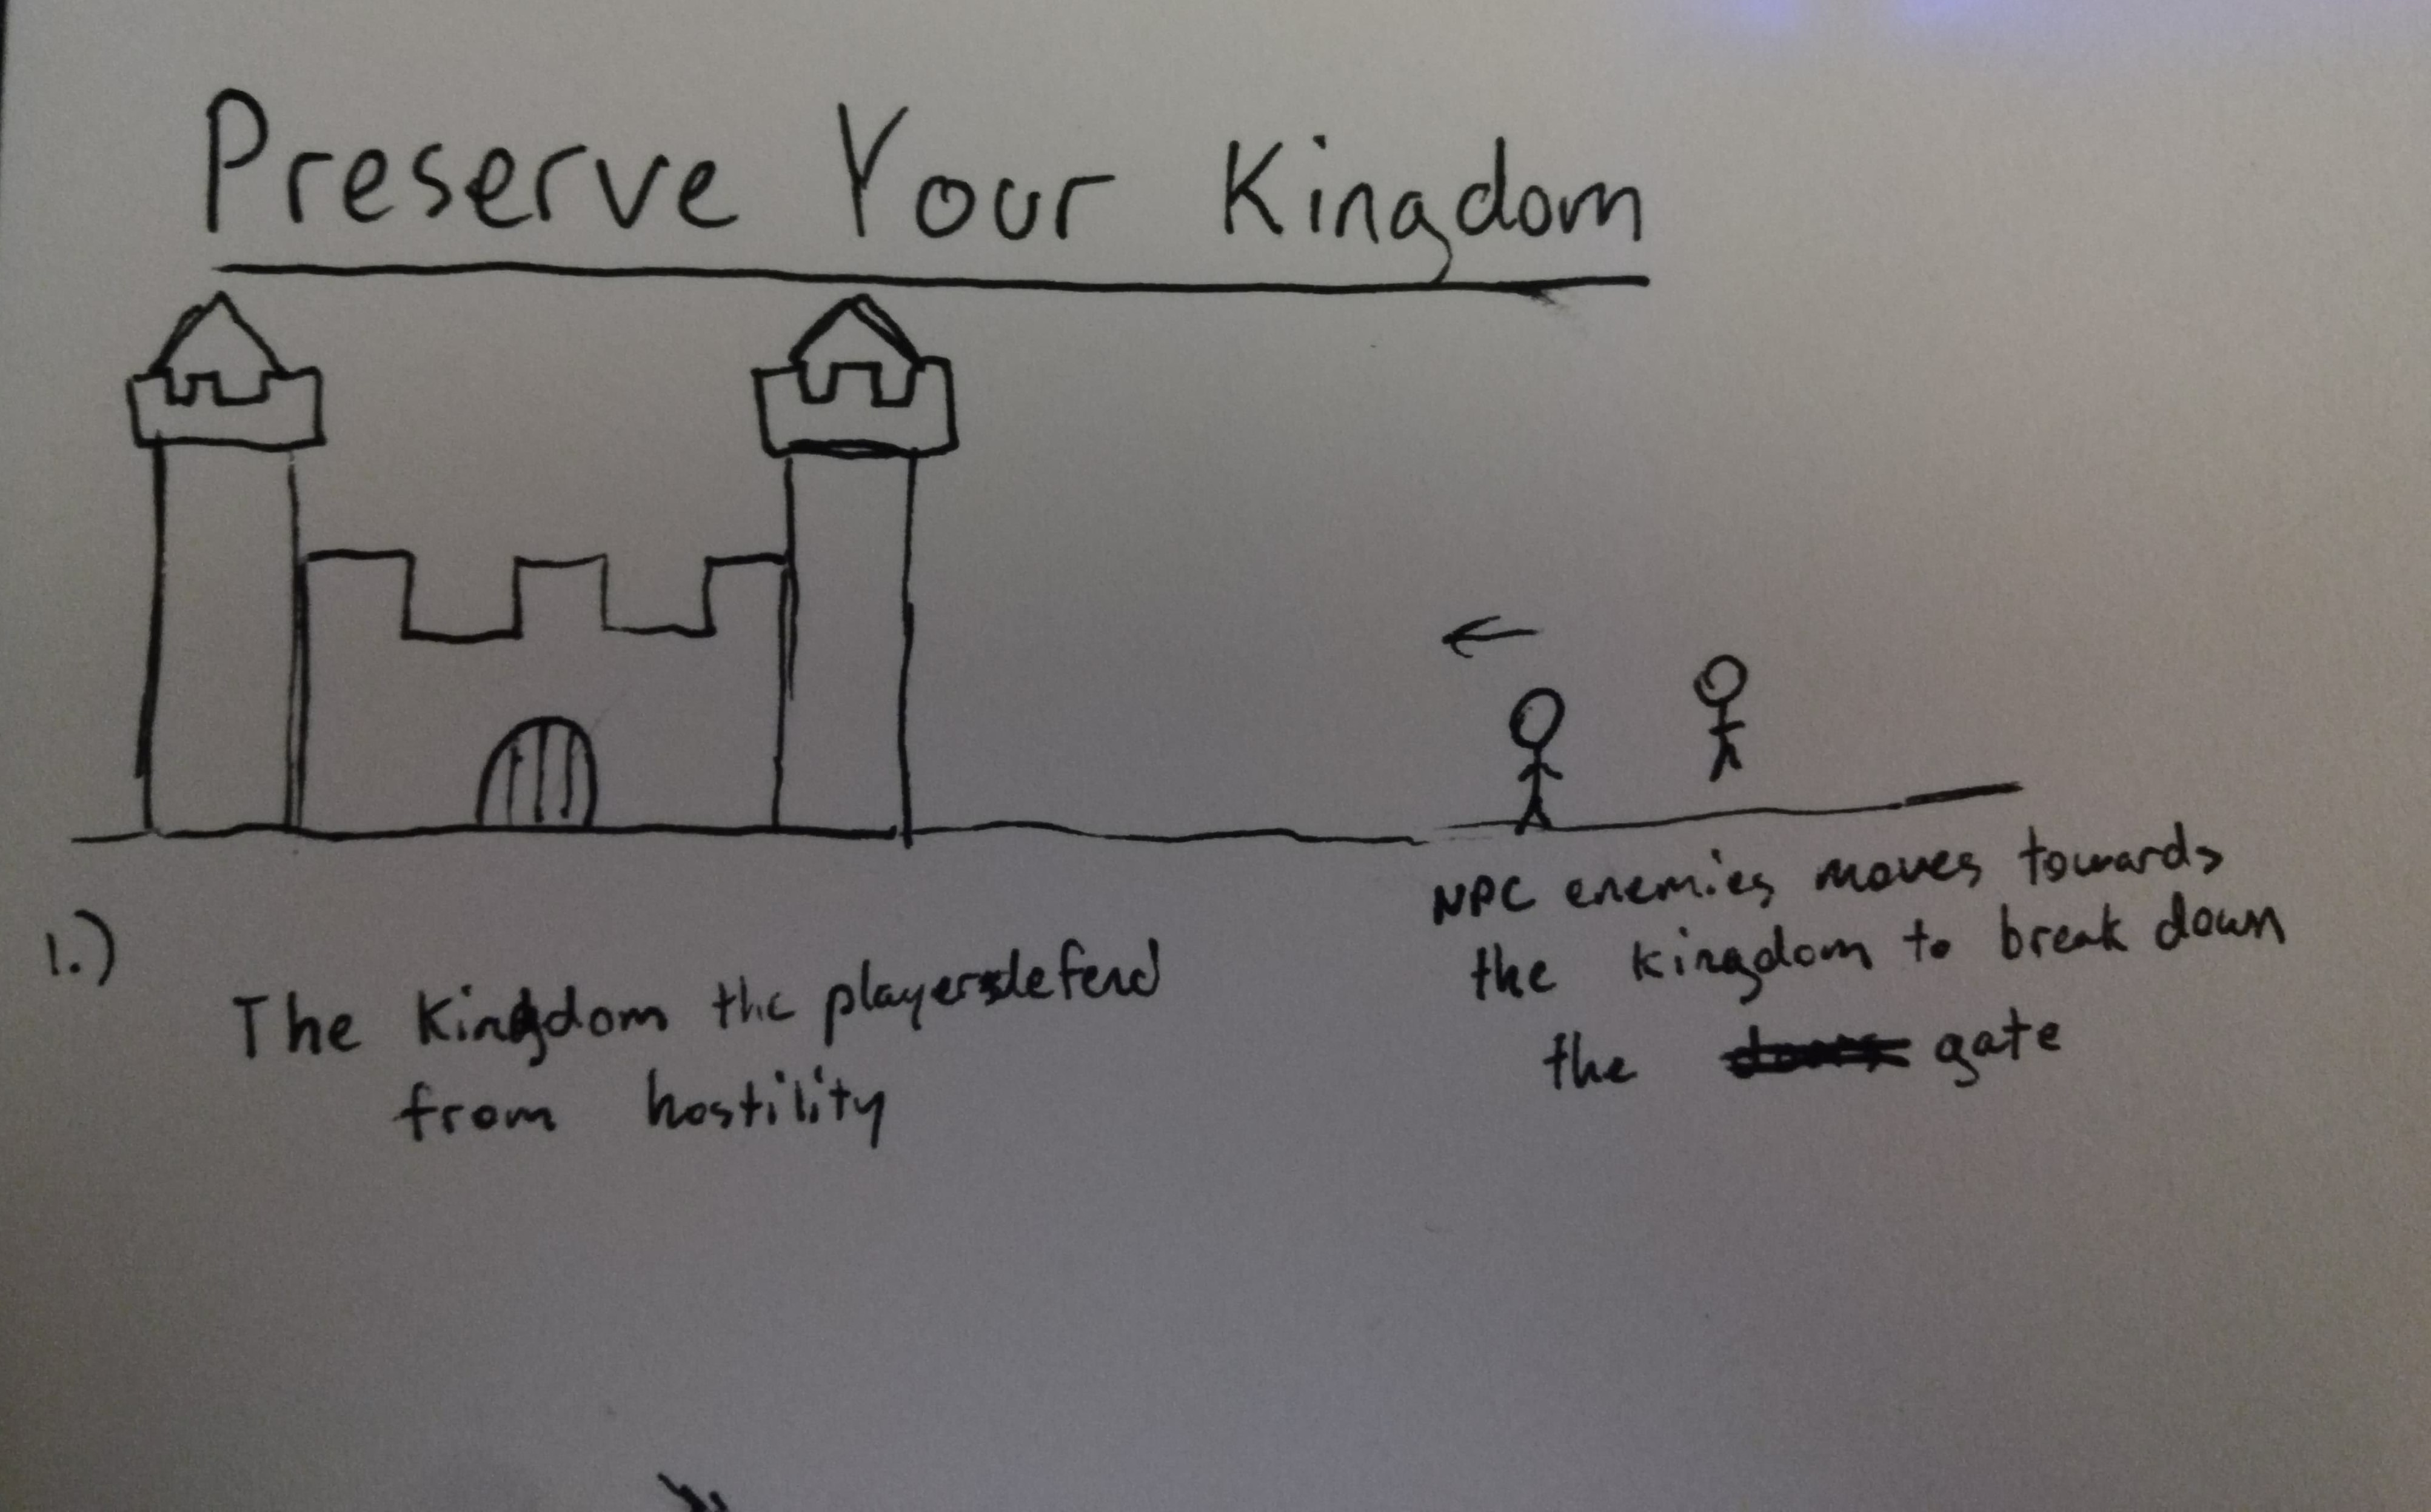 Preserve Your Kingdom
1.)
The Kingdom the players defend
from hostility
NPC enemies moves towards
the kingdom to break down
the gate